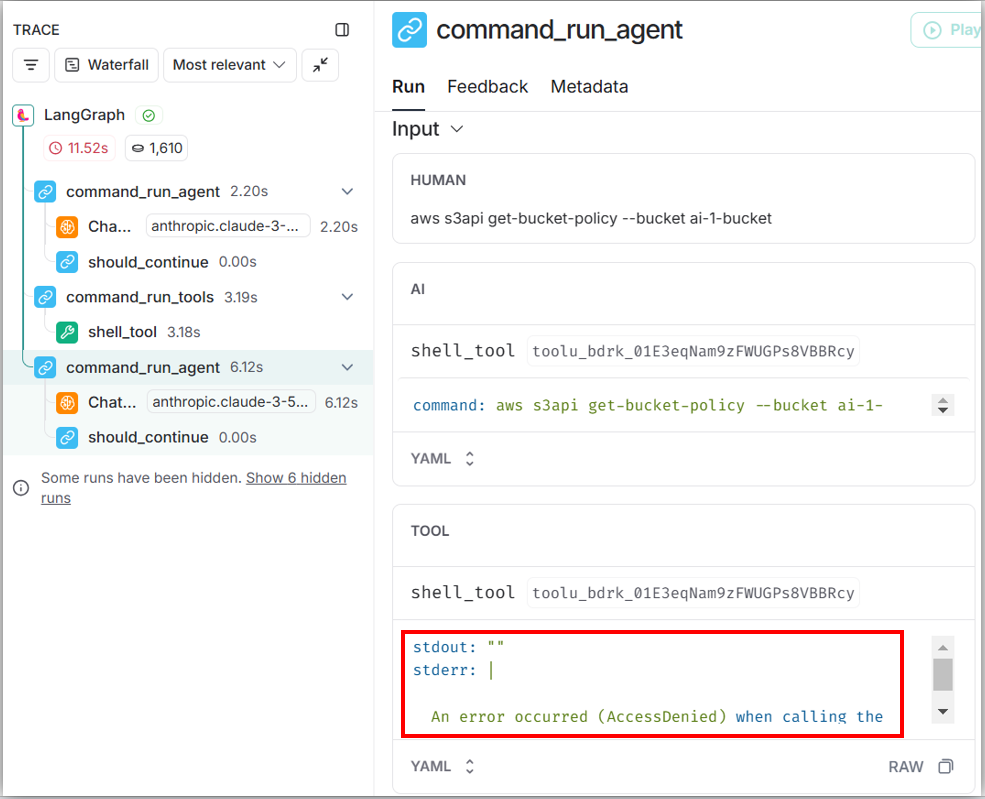 TRACE
Waterfall
Most relevant
LangGraph
11.52s
1,610
command_run_agent 2.20s
Cha... anthropic.claude-3-... 2.20s
should_continue 0.00s
command_run_tools 3.19s
shell_tool 3.18s
command_run_agent 6.12s
Chat... anthropic.claude-3-5... 6.12s
should_continue 0.00s
Some runs have been hidden. Show 6 hidden
runs
command_run_agent
Play
Run Feedback Metadata
Input
HUMAN
aws s3api get-bucket-policy --bucket ai-1-bucket
AI
shell_tool toolu_bdrk_01E3eqNam9zFWUGPs8VBBRcy
command: aws s3api get-bucket-policy --bucket ai-1-
YAML
TOOL
shell_tool toolu_bdrk_01E3eqNam9zFWUGPs8VBBRcy
stdout: ""
stderr: |
An error occurred (AccessDenied) when calling the
YAML
RAW